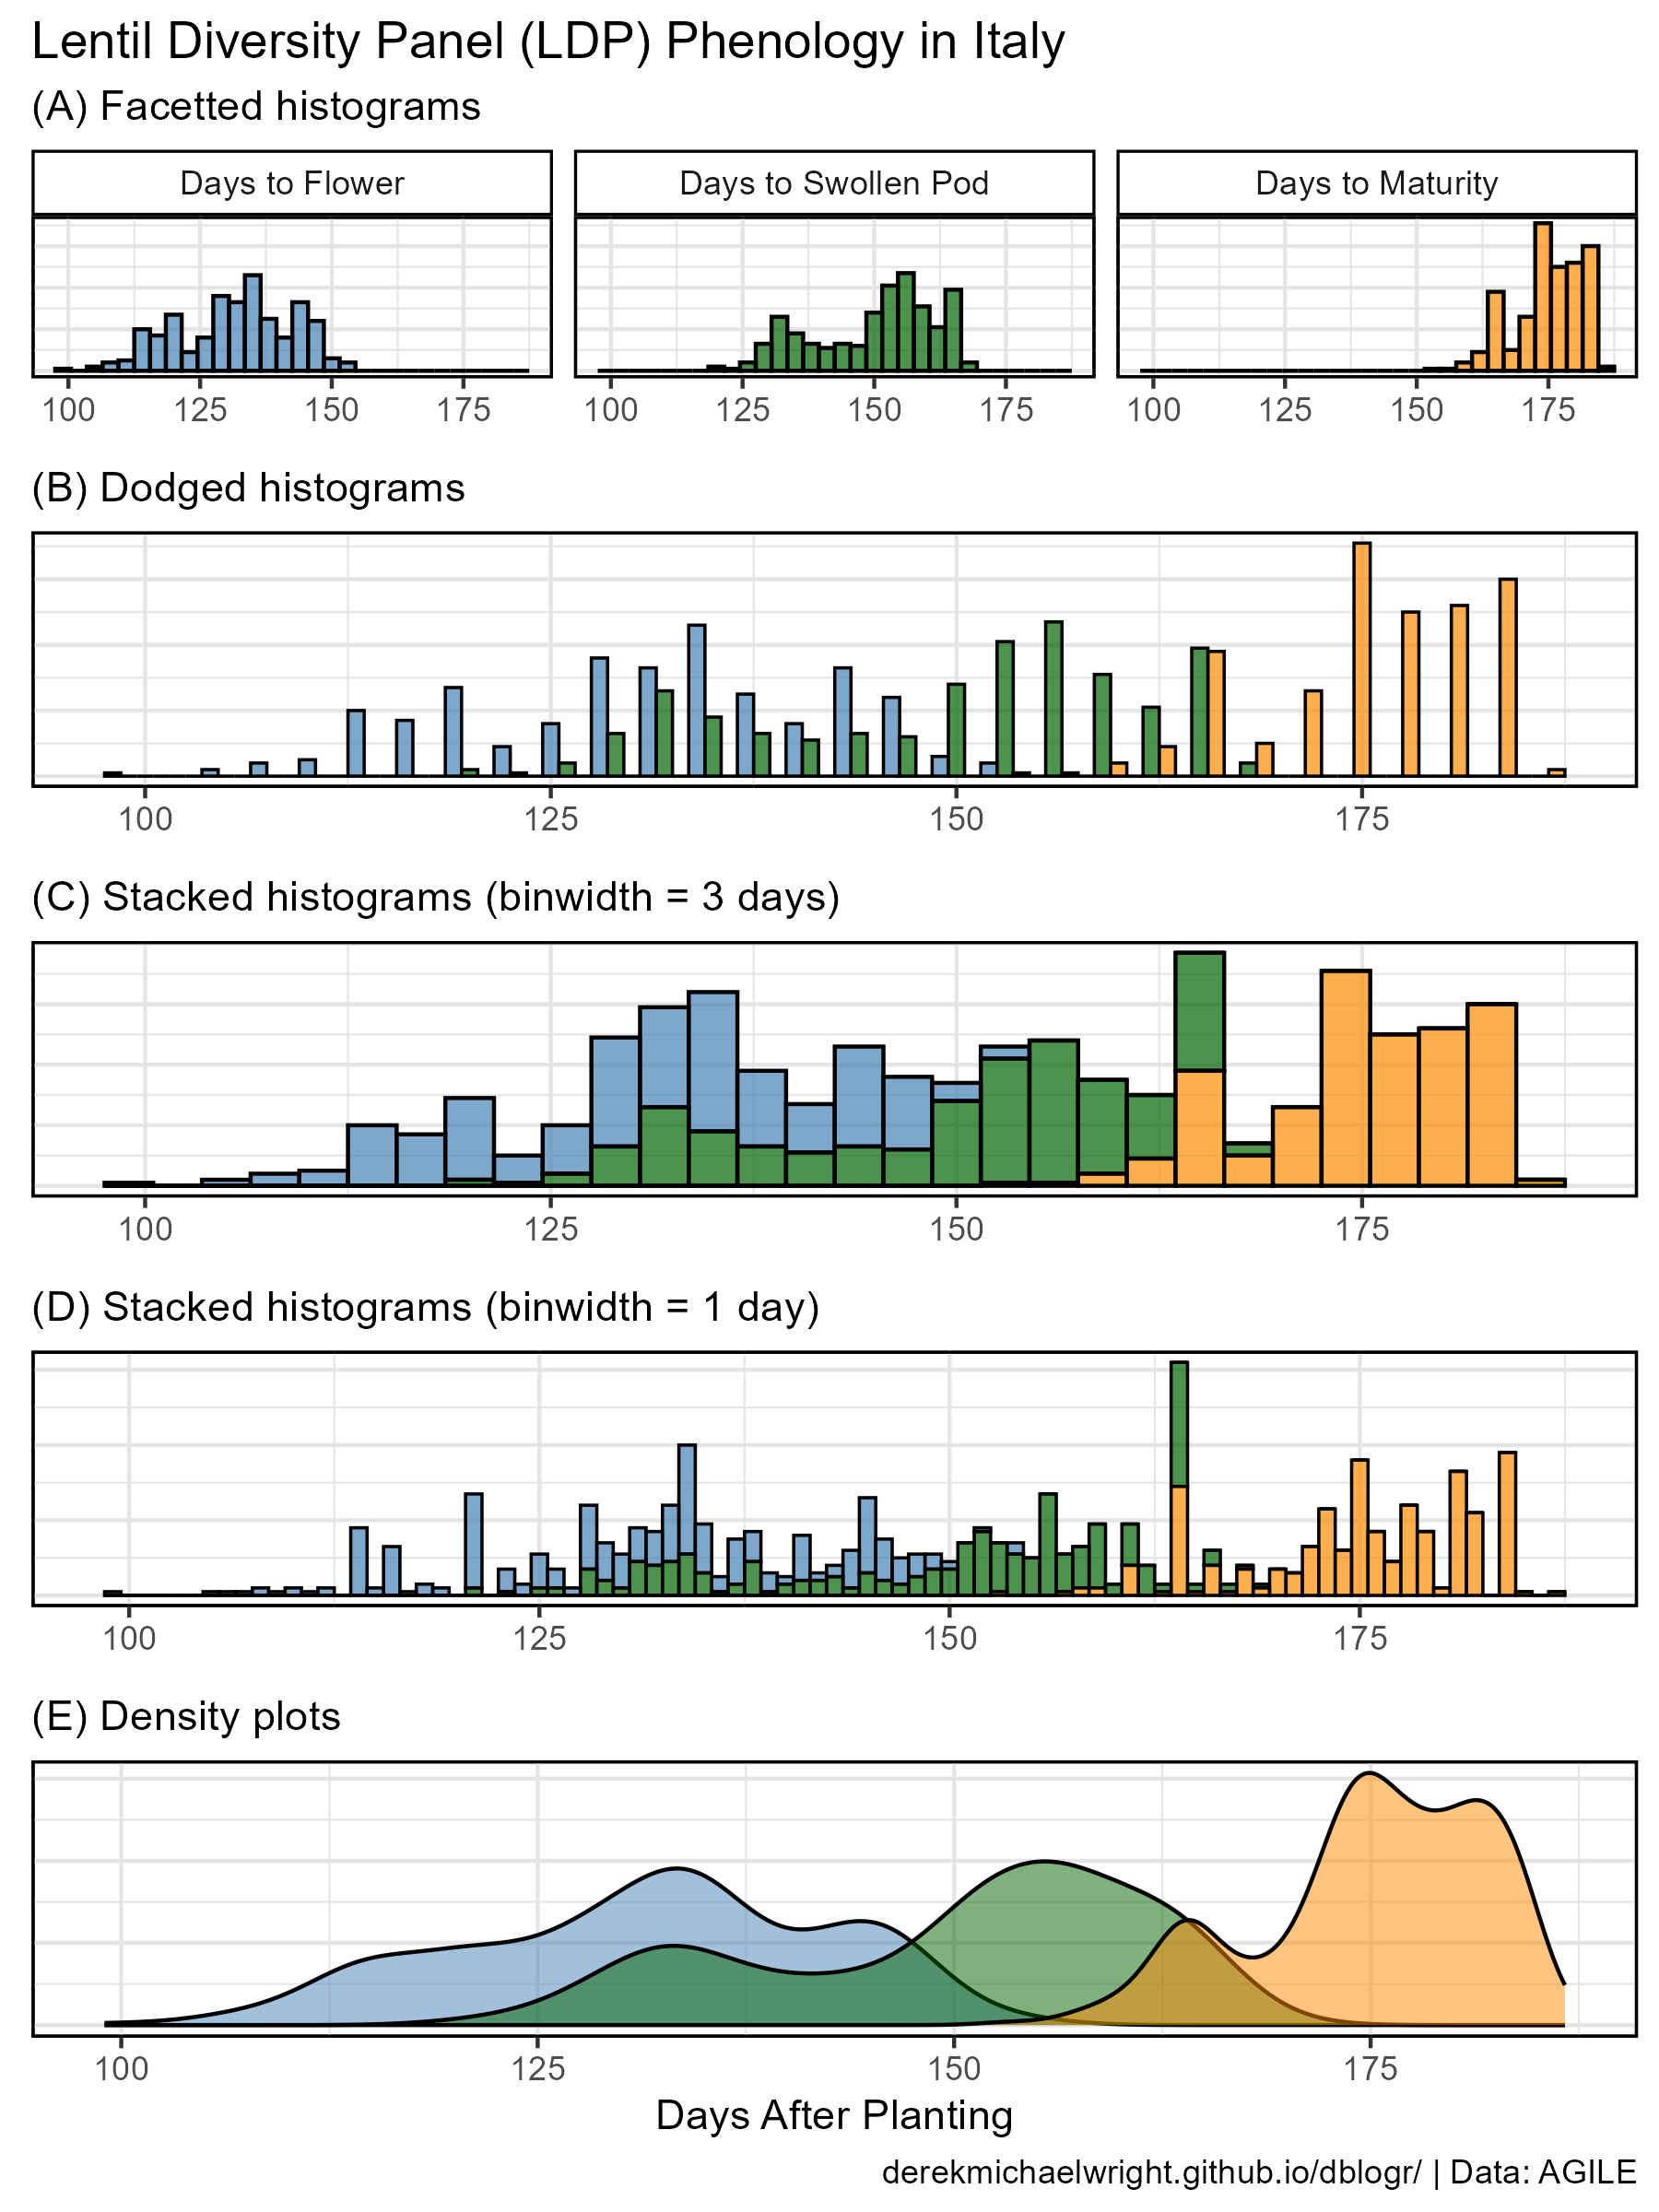 Lentil Diversity Panel (LDP) Phenology in Italy
(A) Facetted histograms
Days to Flower Days to Swollen Pod Days to Maturity
100 125 150 175 100 125 150 175 100 125 150 175
(B) Dodged histograms
100 125 150 175
(C) Stacked histograms (binwidth = 3 days)
100 125 150 175
(D) Stacked histograms (binwidth = 1 day)
100 125 150 175
(E) Density plots
100 125 150 175
Days After Planting
derekmichaelwright.github.io/dblogr/ | Data: AGILE